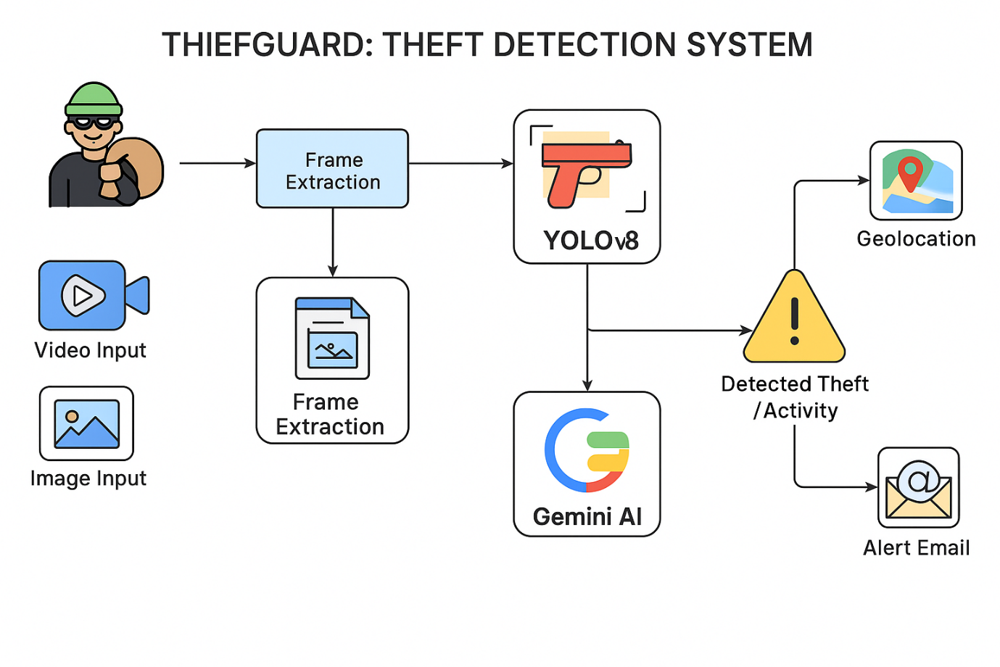 THIEFGUARD: THEFT DETECTION SYSTEM
Frame
Extraction
YOLOv8
Geolocation
Video Input
Frame
Extraction
Detected Theft
/Activity
Image Input
Gemini AI
@
Alert Email